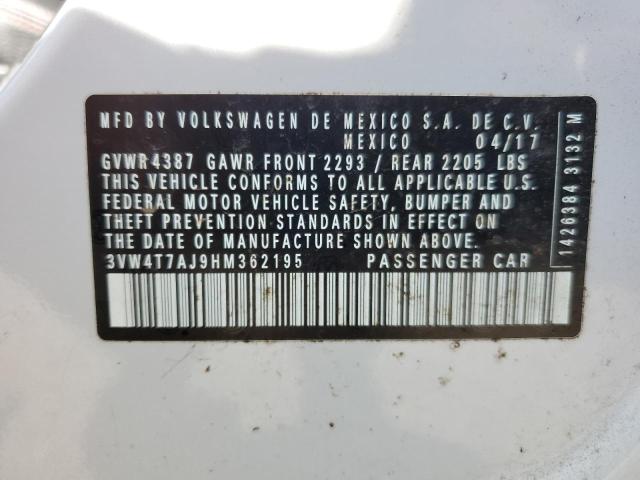 MFD BY VOLKSWAGEN DE MEXICO S.A. DE C.V.
MEXICO 04/17
GVWR 4387 GAWR FRONT 2293 / REAR 2205 LBS
THIS VEHICLE CONFORMS TO ALL APPLICABLE U.S.
FEDERAL MOTOR VEHICLE SAFETY, BUMPER AND
THEFT PREVENTION STANDARDS IN EFFECT ON
THE DATE OF MANUFACTURE SHOWN ABOVE.
3VW4T7AJ9HM362195 PASSENGER CAR
1426384 3132 M